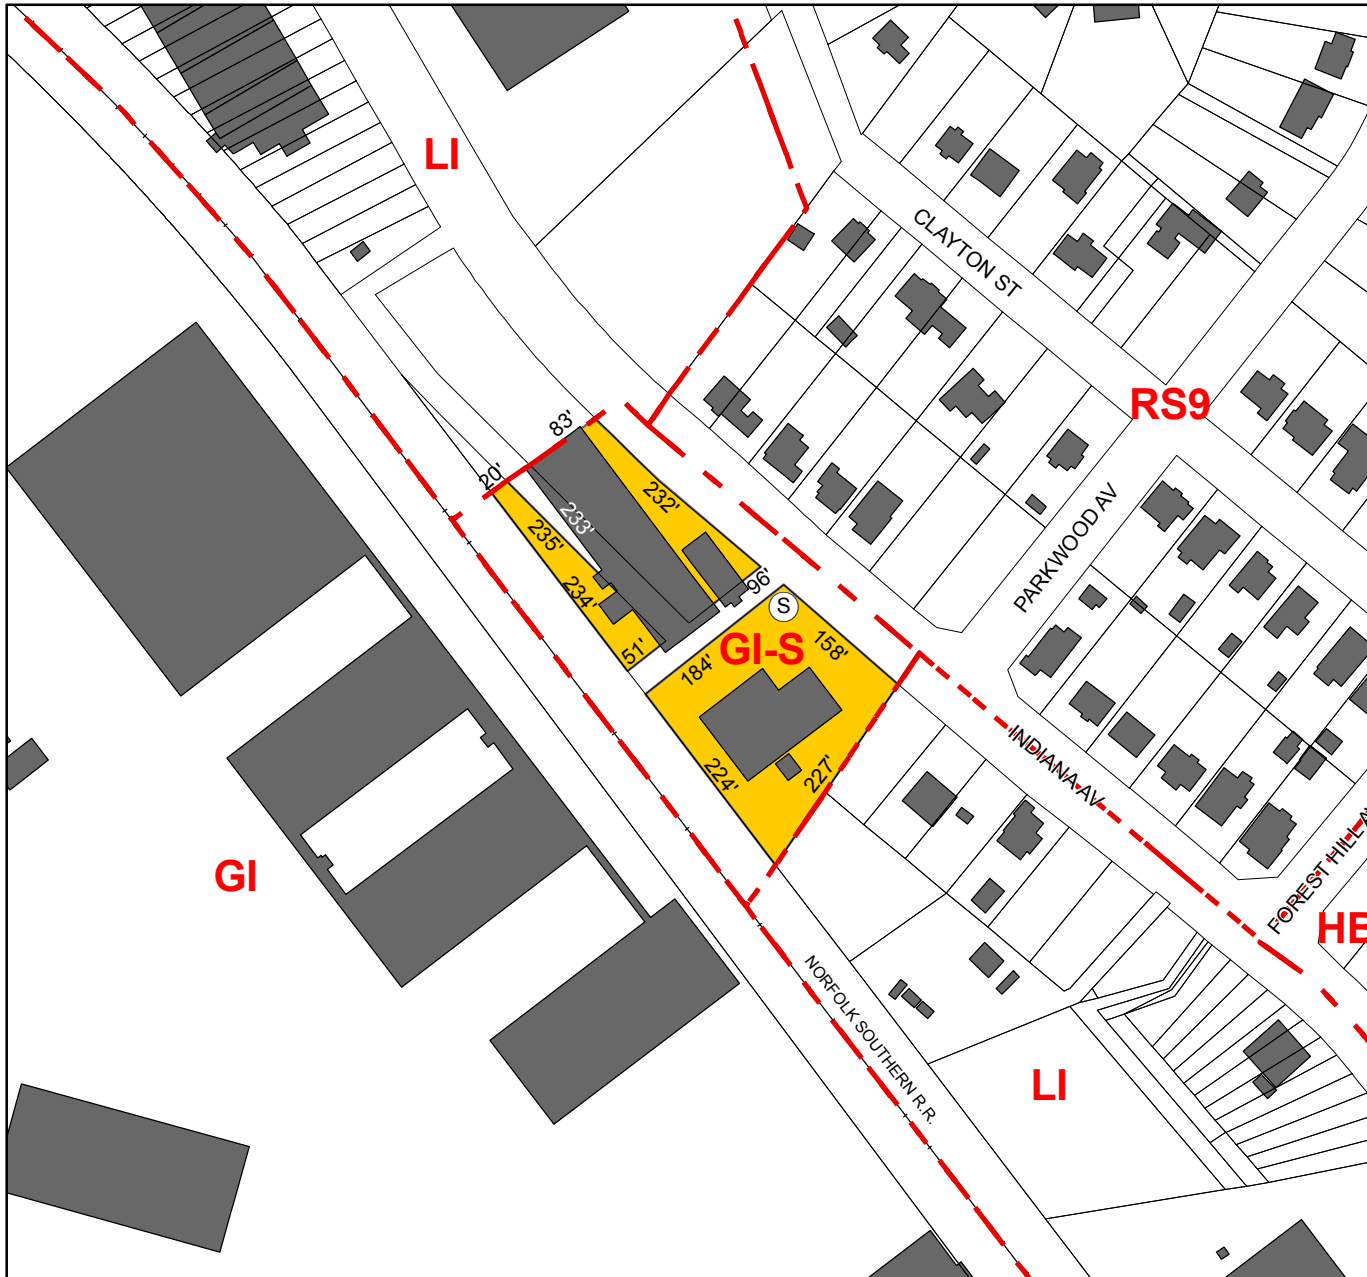 LI
CLAYTON ST
RS9
83'
20'
232'
233'
235'
234'
96'
S
51'
GI-S
158'
184'
PARKWOOD AV
224'
227'
INDIANA AV
GI
FOREST HILL AV
HB
NORFOLK SOUTHERN R.R.
LI